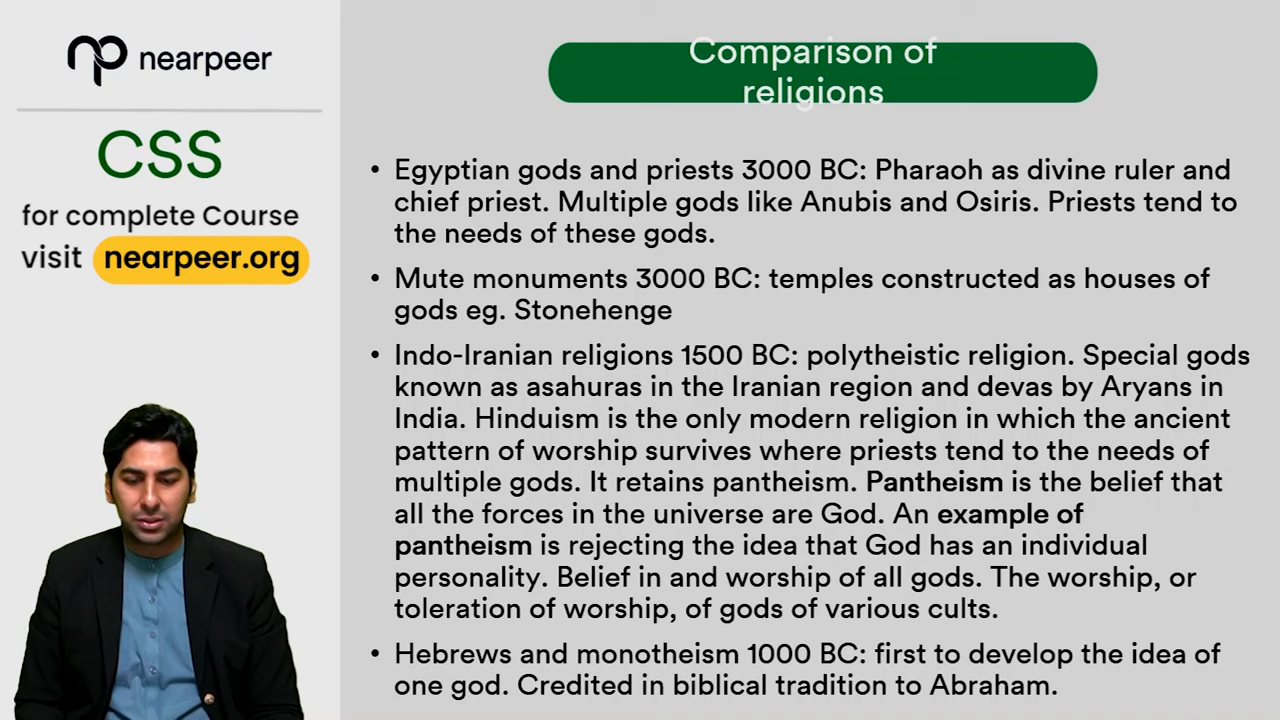 nearpeer
CSS
for complete Course
visit nearpeer.org
Comparison of
religions
• Egyptian gods and priests 3000 BC: Pharaoh as divine ruler and
chief priest. Multiple gods like Anubis and Osiris. Priests tend to
the needs of these gods.
• Mute monuments 3000 BC: temples constructed as houses of
gods eg. Stonehenge
• Indo-Iranian religions 1500 BC: polytheistic religion. Special gods
known as asahuras in the Iranian region and devas by Aryans in
India. Hinduism is the only modern religion in which the ancient
pattern of worship survives where priests tend to the needs of
multiple gods. It retains pantheism. Pantheism is the belief that
all the forces in the universe are God. An example of
pantheism is rejecting the idea that God has an individual
personality. Belief in and worship of all gods. The worship, or
toleration of worship, of gods of various cults.
• Hebrews and monotheism 1000 BC: first to develop the idea of
one god. Credited in biblical tradition to Abraham.